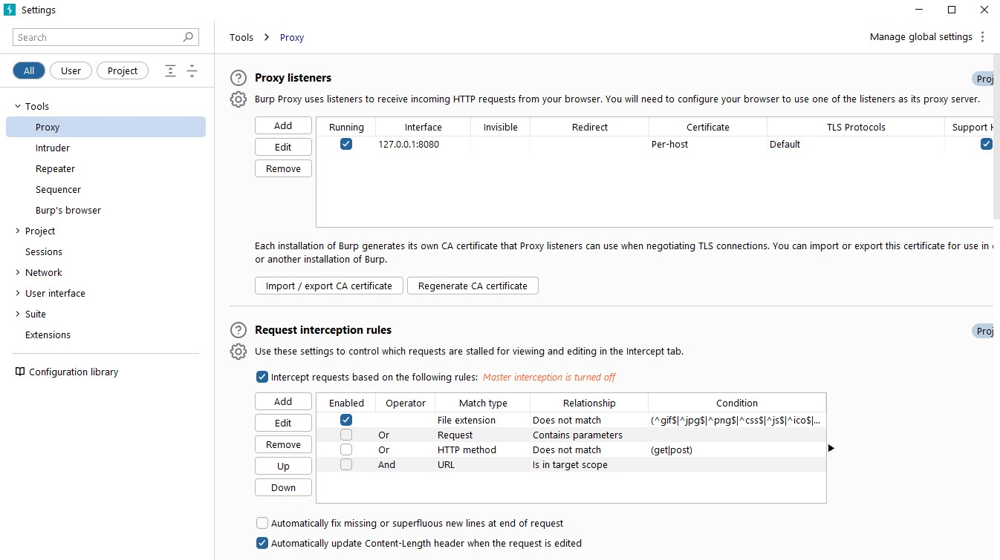 Settings
Search
Tools > Proxy
Manage global settings
All
User
Project
Tools
Proxy
Intruder
Repeater
Sequencer
Burp's browser
Project
Sessions
Network
User interface
Suite
Extensions
Configuration library
Proxy listeners
Proj
Burp Proxy uses listeners to receive incoming HTTP requests from your browser. You will need to configure your browser to use one of the listeners as its proxy server.
Add
Edit
Remove
Running Interface Invisible Redirect Certificate TLS Protocols Support H
127.0.0.1:8080 Per-host Default
Each installation of Burp generates its own CA certificate that Proxy listeners can use when negotiating TLS connections. You can import or export this certificate for use in
or another installation of Burp.
Import / export CA certificate
Regenerate CA certificate
Request interception rules
Proj
Use these settings to control which requests are stalled for viewing and editing in the Intercept tab.
Intercept requests based on the following rules: Master interception is turned off
Add
Edit
Remove
Up
Down
Enabled Operator Match type Relationship Condition
File extension Does not match (^gif$|^jpg$|^png$|^css$|^js$|^ico$|...
Or Request Contains parameters
Or HTTP method Does not match (get|post)
And URL Is in target scope
Automatically fix missing or superfluous new lines at end of request
Automatically update Content-Length header when the request is edited